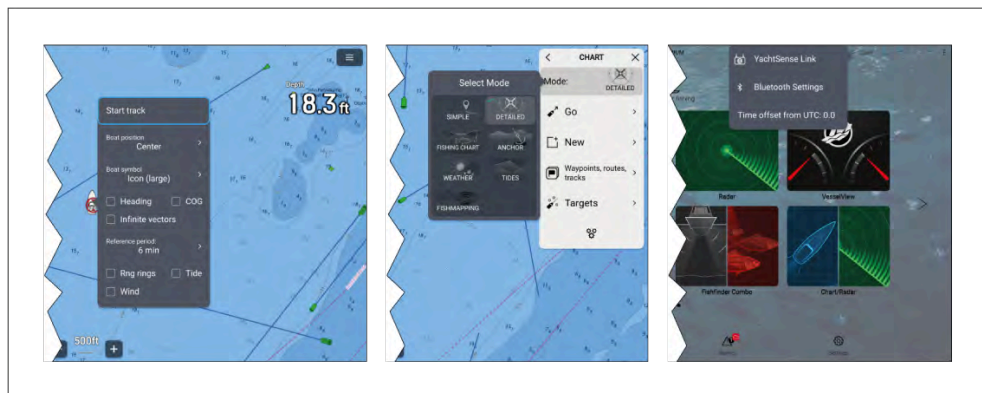 Depth
18.3 ft
Start track
Boat position
Center
Boat symbol
Icon (large)
Heading
COG
Infinite vectors
Reference period:
6 min
Rng rings
Tide
Wind
500ft
CHART
Mode:
DETAILED
Go
New
Waypoints, routes,
tracks
Targets
Select Mode
SIMPLE
DETAILED
FISHING CHART
ANCHOR
WEATHER
TIDES
FISHMAPPING
YachtSense Link
Bluetooth Settings
Time offset from UTC: 0.0
Radar
VesselView
Fishfinder Combo
Chart/Radar